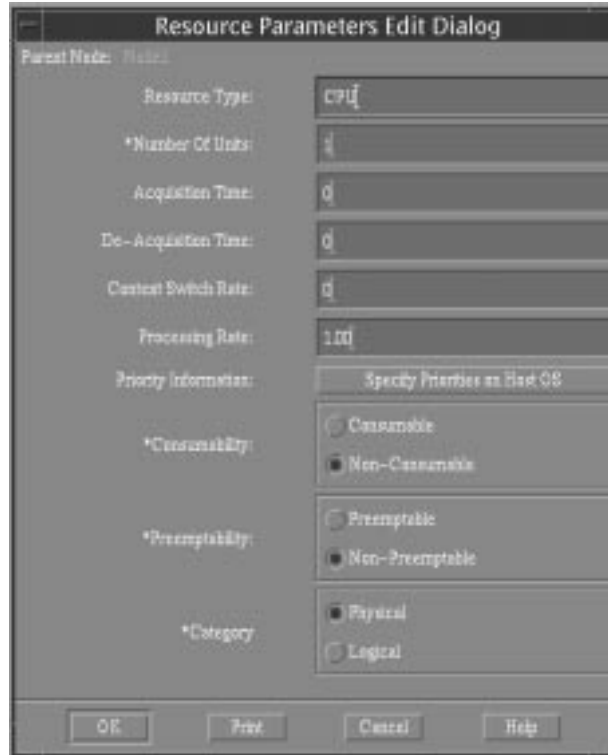 Resource Parameters Edit Dialog
Parent Node: Node1
Resource Type: CPU
*Number Of Units: 1
Acquisition Time: 0
De-Acquisition Time: 0
Context Switch Rate: 0
Processing Rate: 1.00
Priority Information: Specify Priorities on Host OS
*Consumability:
Consumable
Non-Consumable
*Preemptability:
Preemptable
Non-Preemptable
*Category
Physical
Logical
OK Print Cancel Help